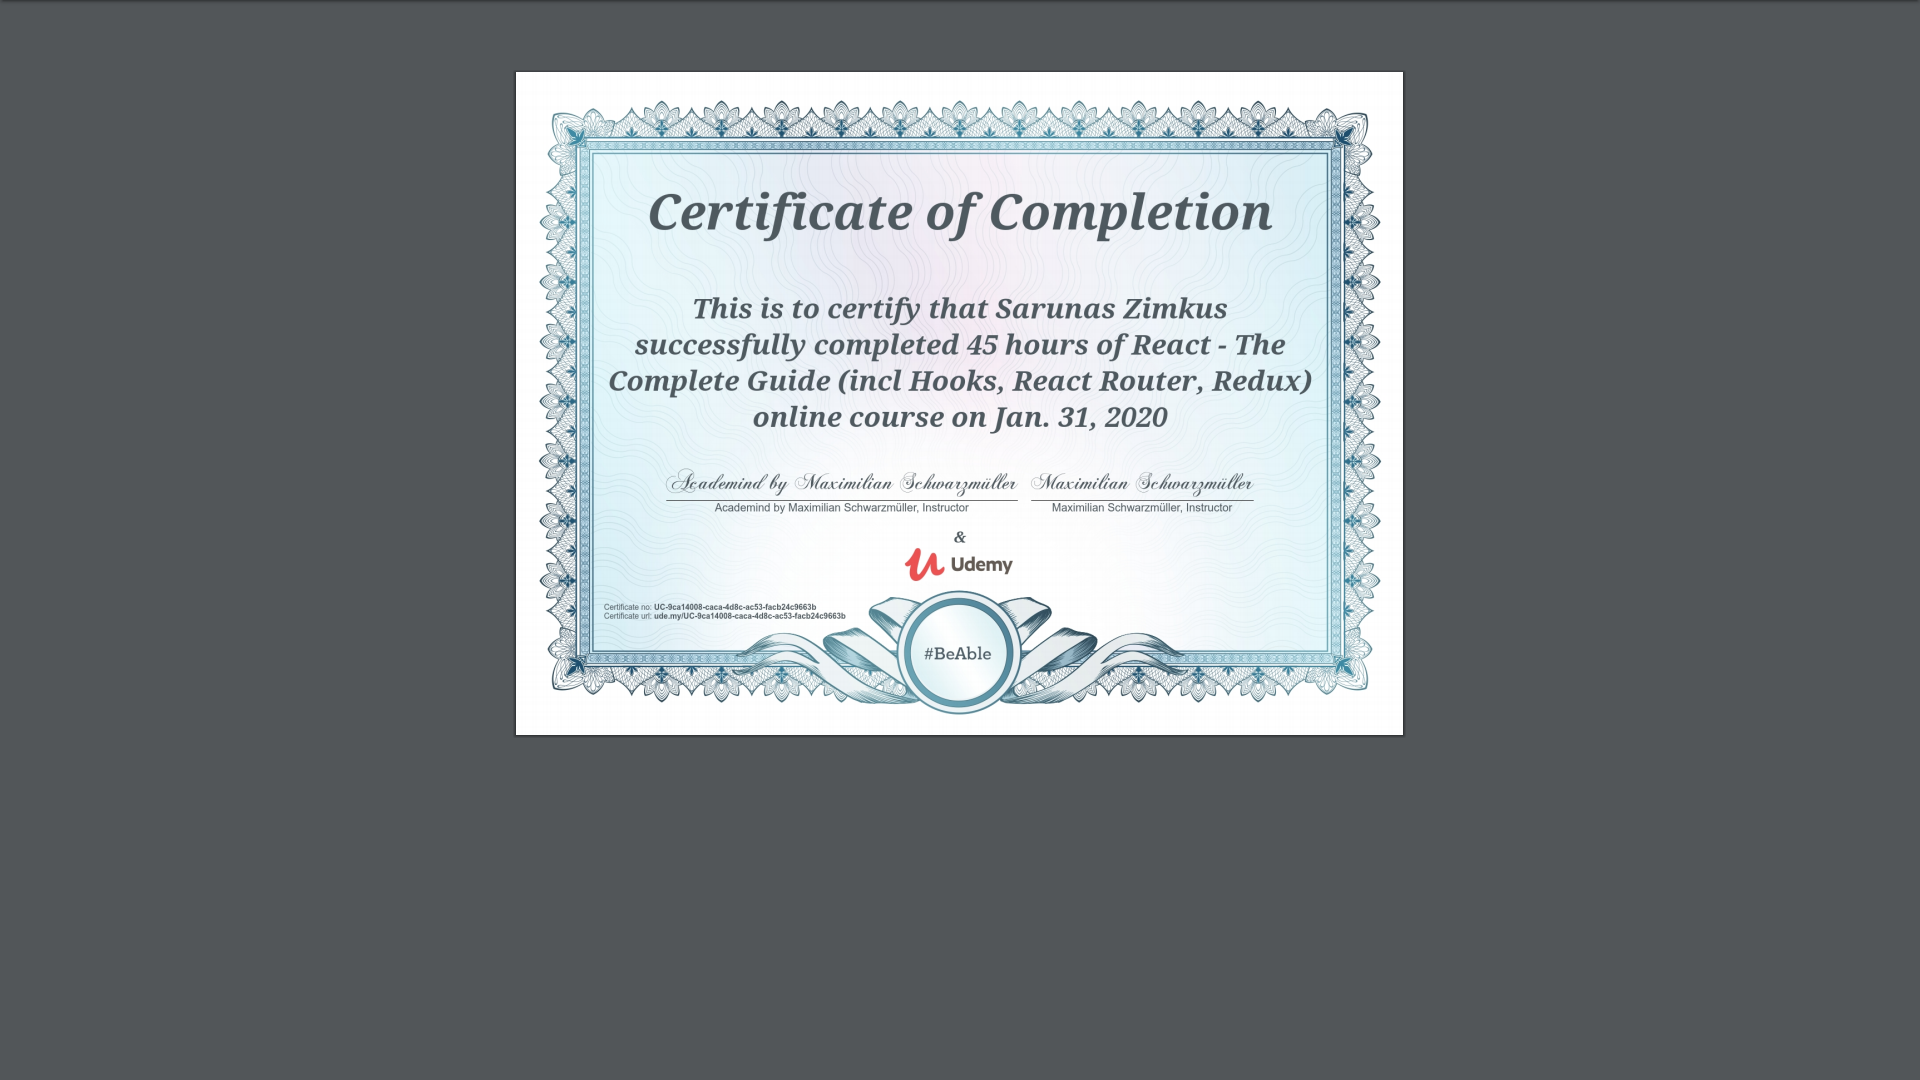 Certificate of Completion
This is to certify that Sarunas Zimkus
successfully completed 45 hours of React - The
Complete Guide (incl Hooks, React Router, Redux)
online course on Jan. 31, 2020
Academind by Maximilian Schwarzmüller
Maximilian Schwarzmüller
Academind by Maximilian Schwarzmüller, Instructor
Maximilian Schwarzmüller, Instructor
&
Udemy
Certificate no: UC-9ca14008-caca-4d8c-ac53-facb24c9663b
Certificate url: ude.my/UC-9ca14008-caca-4d8c-ac53-facb24c9663b
#BeAble